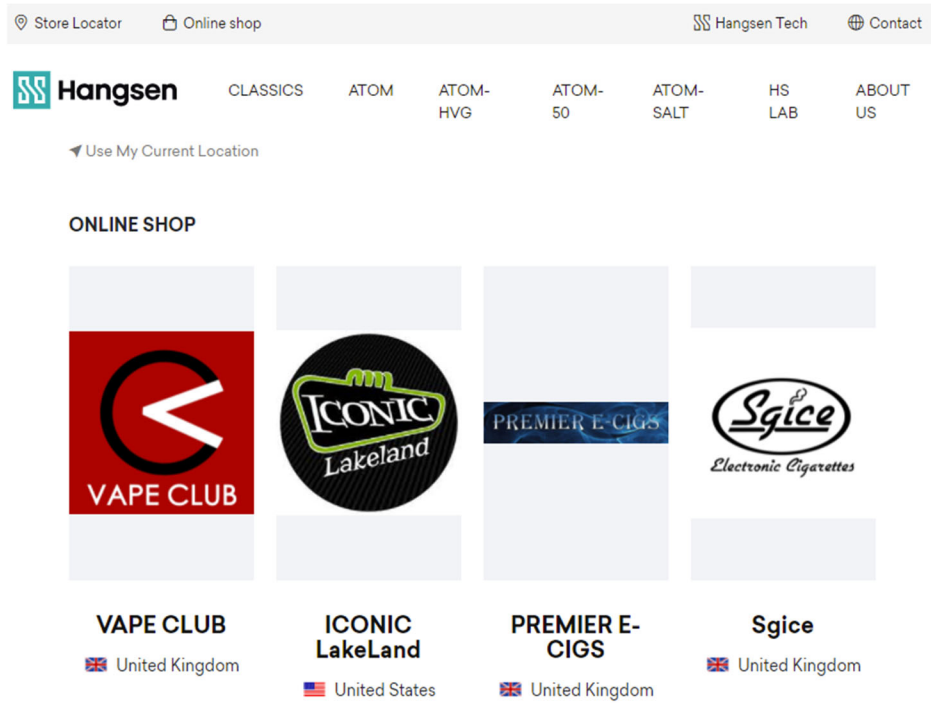 Store Locator Online shop Hangsen Tech Contact
Hangsen CLASSICS ATOM ATOM-HVG ATOM-50 ATOM-SALT HS LAB ABOUT US
Use My Current Location
ONLINE SHOP
VAPE CLUB
ICONIC
Lakeland
PREMIER E-CIGS
Sgice
Electronic Cigarettes
VAPE CLUB
United Kingdom
ICONIC
LakeLand
United States
PREMIER E-
CIGS
United Kingdom
Sgice
United Kingdom